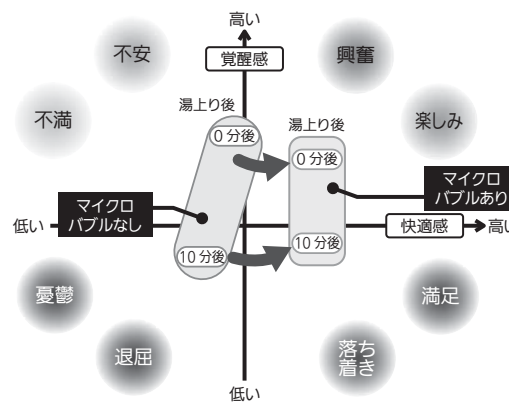 高い
覚醒感
不安
興奮
不満
楽しみ
湯上り後
0 分後
湯上り後
0 分後
マイクロ
バブルなし
マイクロ
バブルあり
低い
快適感
高い
10 分後
10 分後
憂鬱
満足
退屈
落ち
着き
低い